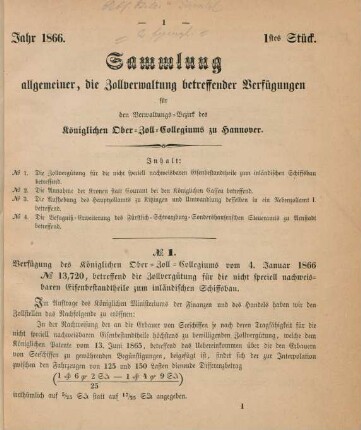 — 1 —
Jahr 1866.
1stes Stück.
Sammlung
allgemeiner, die Zollverwaltung betreffender Verfügungen
für
den Verwaltungs-Bezirk des
Königlichen Ober-Zoll-Collegiums zu Hannover.
Inhalt:
№ 1. Die Zollvergütung für die nicht speciell nachweisbaren Eisenbestandtheile zum inländischen Schiffsbau
betreffend.
№ 2. Die Annahme der Kronen statt Courant bei den Königlichen Cassen betreffend.
№ 3. Die Aufhebung des Hauptzollamts zu Kitzingen und Umwandlung desselben in ein Nebenzollamt I.
betreffend.
№ 4. Die Befugniß-Erweiterung des Fürstlich-Schwarzburg-Sondershausenschen Steueramts zu Arnstadt
betreffend.
№ 1.
Verfügung des Königlichen Ober-Zoll-Collegiums vom 4. Januar 1866
№ 13,720, betreffend die Zollvergütung für die nicht speciell nachweis-
baren Eisenbestandtheile zum inländischen Schiffsbau.
Im Auftrage des Königlichen Ministeriums der Finanzen und des Handels haben wir den
Zollstellen das Nachfolgende zu eröffnen:
In der Nachweisung der an die Erbauer von Seeschiffen je nach deren Tragfähigkeit für die
nicht speciell nachweisbaren Eisenbestandtheile höchstens zu bewilligenden Zollvergütung, welche dem
Königlichen Patente vom 13. Juni 1865, betreffend das Uebereinkommen über die den Erbauern
von Seeschiffen zu gewährenden Begünstigungen, beigefügt ist, findet sich bei der zur Interpolation
zwischen den Fahrzeugen von 125 und 150 Lasten dienende Differenzbetrag
25
irrthümlich auf
statt auf
1